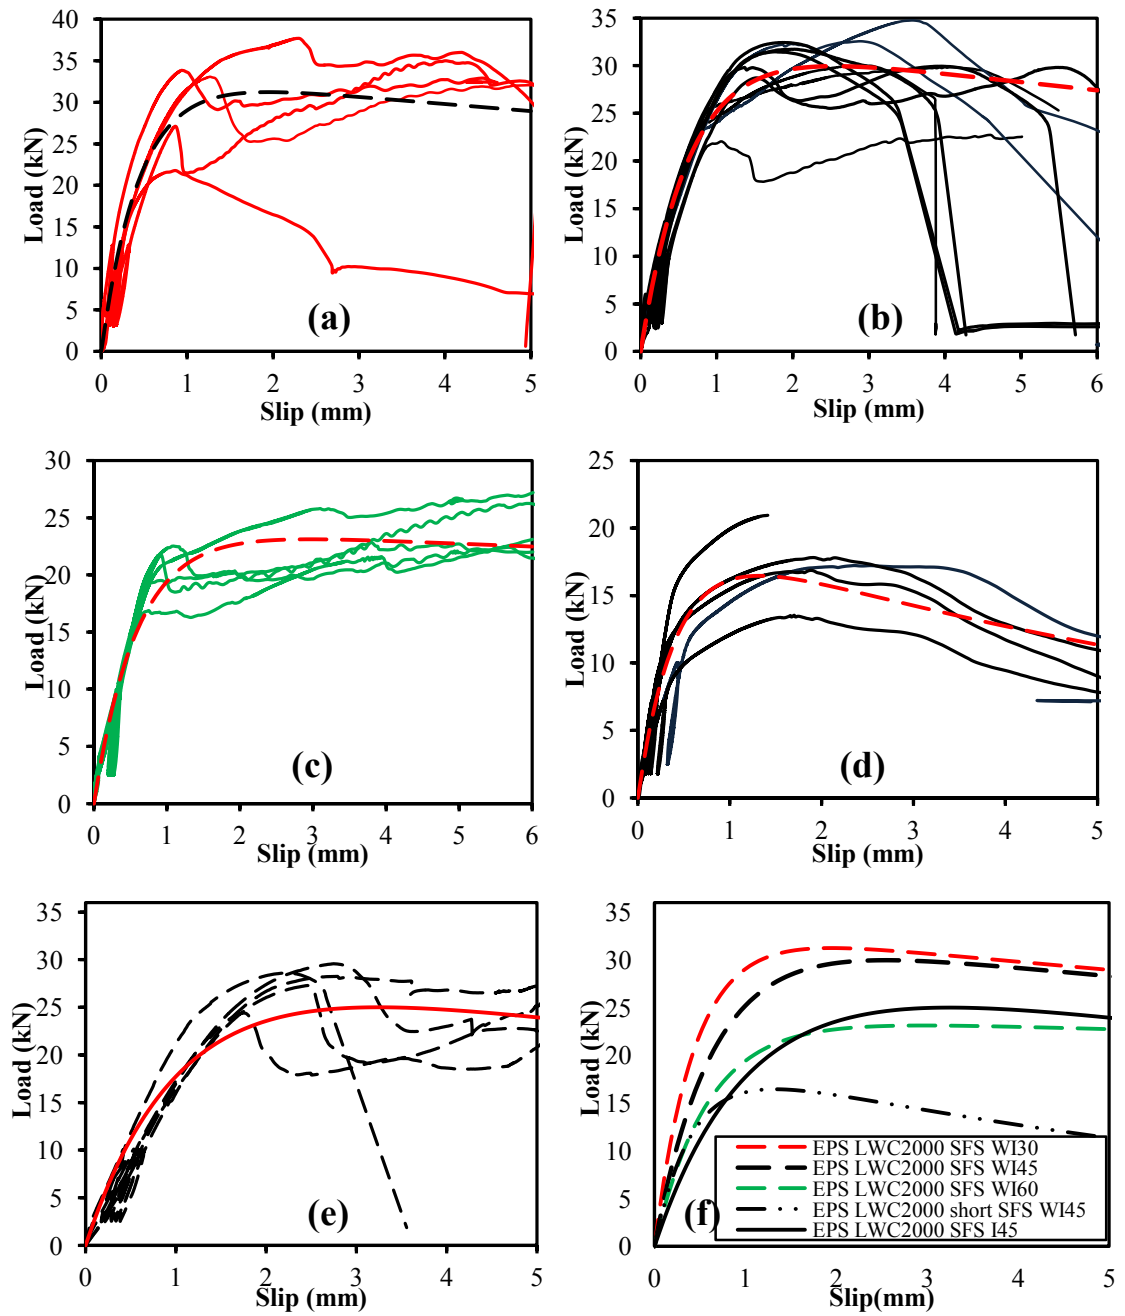 40
35
30
25
20
15
10
5
0
Load (kN)
(a)
0 1 2 3 4 5
Slip (mm)
35
30
25
20
15
10
5
0
Load (kN)
(b)
0 1 2 3 4 5 6
Slip (mm)
30
25
20
15
10
5
0
Load (kN)
(c)
0 1 2 3 4 5 6
Slip (mm)
25
20
15
10
5
0
Load (kN)
(d)
0 1 2 3 4 5
Slip (mm)
35
30
25
20
15
10
5
0
Load (kN)
(e)
0 1 2 3 4 5
Slip (mm)
35
30
25
20
15
10
5
0
Load (kN)
EPS LWC2000 SFS WI30
EPS LWC2000 SFS WI45
EPS LWC2000 SFS WI60
EPS LWC2000 short SFS WI45
EPS LWC2000 SFS I45
(f)
0 1 2 3 4 5
Slip(mm)